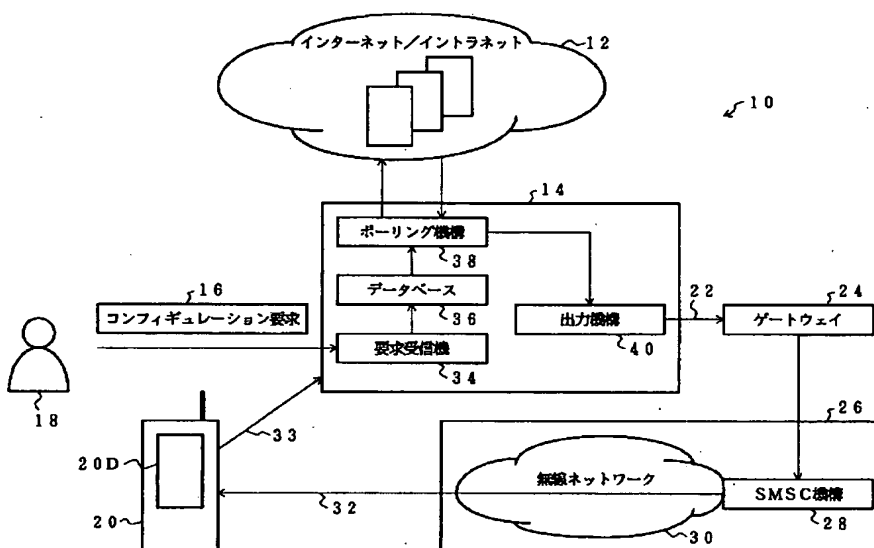 インターネット／イントラネット
12
10
14
ポーリング機構
38
16
データベース
22
24
コンフィギュレーション要求
36
出力機構
ゲートウェイ
要求受信機
40
34
18
26
33
20D
無線ネットワーク
SMSC機構
32
20
30
28